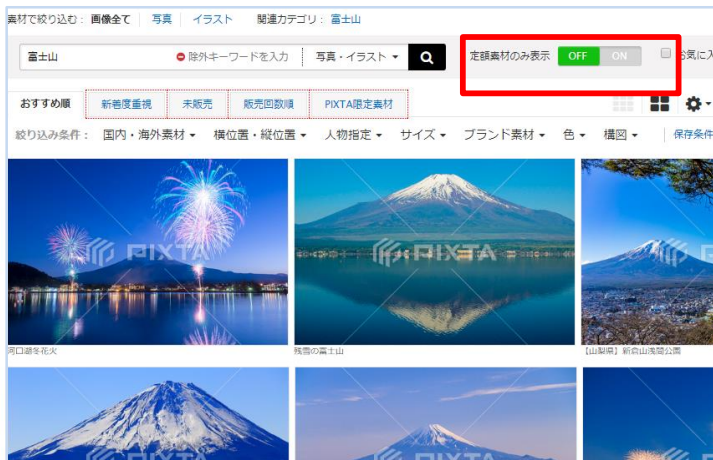 素材で絞り込む： 画像全て 写真 イラスト 関連カテゴリ： 富士山
富士山 除外キーワードを入力 写真・イラスト 定額素材のみ表示 OFF ON お気に入
おすすめ順 新着度重視 未販売 販売回数順 PIXTA限定素材
絞り込み条件： 国内・海外素材 横位置・縦位置 人物指定 サイズ ブランド素材 色 構図 保存条件
PIXTA PIXTA
河口湖冬花火 残雪の富士山 【山梨県】新倉山浅間公園
PIXTA PIXTA